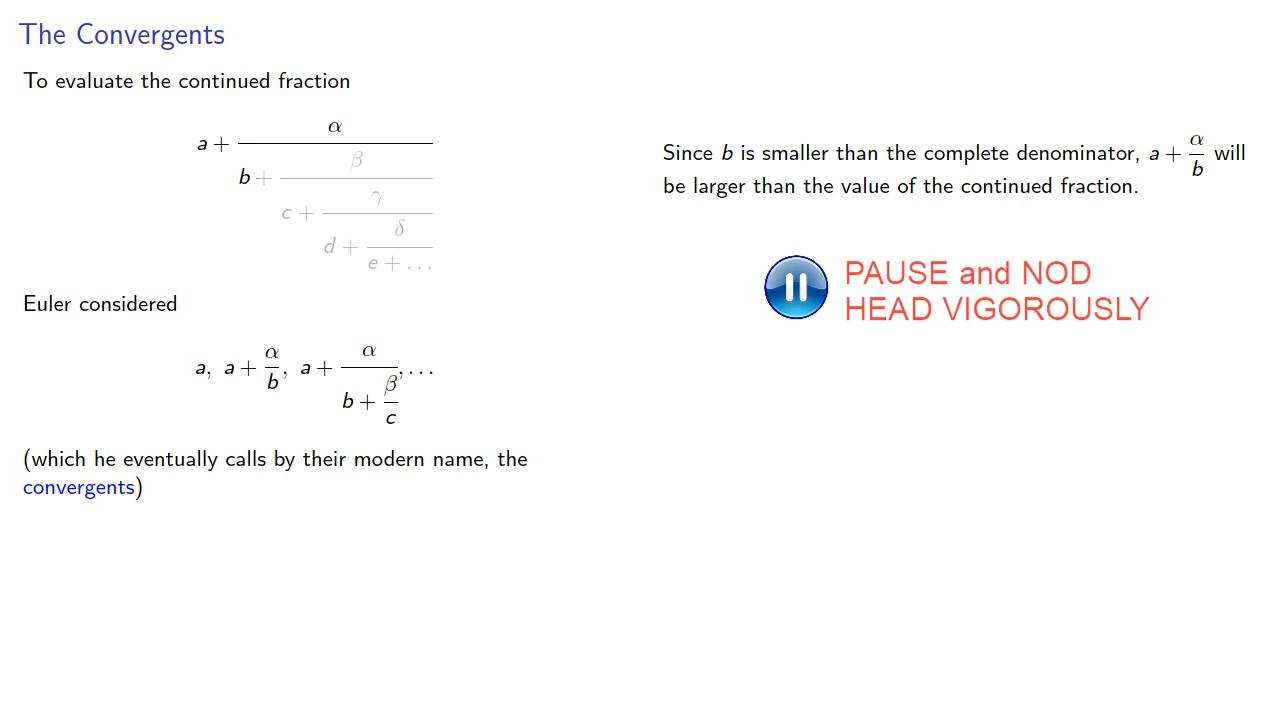 The Convergents
To evaluate the continued fraction
a + α
b + β
c + γ
d + δ
e + ...
Euler considered
a, a + α/b, a + α/(b + β/c), ...
(which he eventually calls by their modern name, the
convergents)
Since b is smaller than the complete denominator, a + α/b will
be larger than the value of the continued fraction.
PAUSE and NOD
HEAD VIGOROUSLY